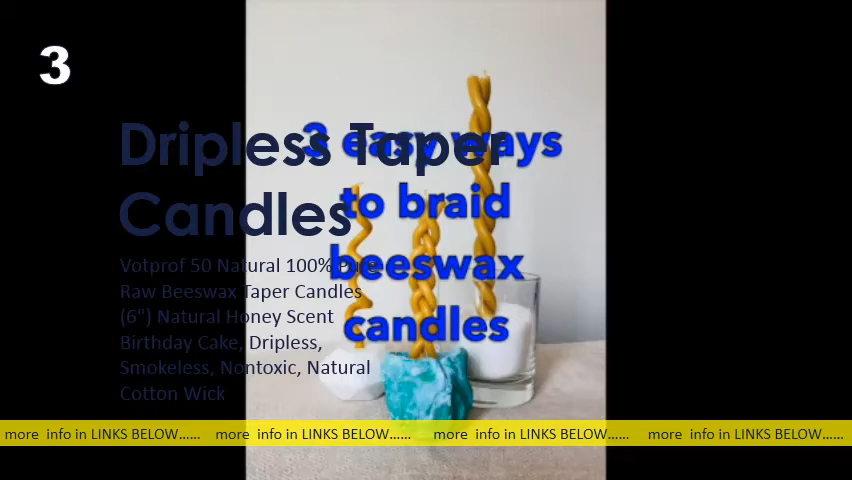 3
Dripless Taper
Candles
3 easy ways
to braid
beeswax
candles
Votprof 50 Natural 100% Pure
Raw Beeswax Taper Candles
(6") Natural Honey Scent
Birthday Cake, Dripless,
Smokeless, Nontoxic, Natural
Cotton Wick
more info in LINKS BELOW...... more info in LINKS BELOW...... more info in LINKS BELOW...... more info in LINKS BELOW......